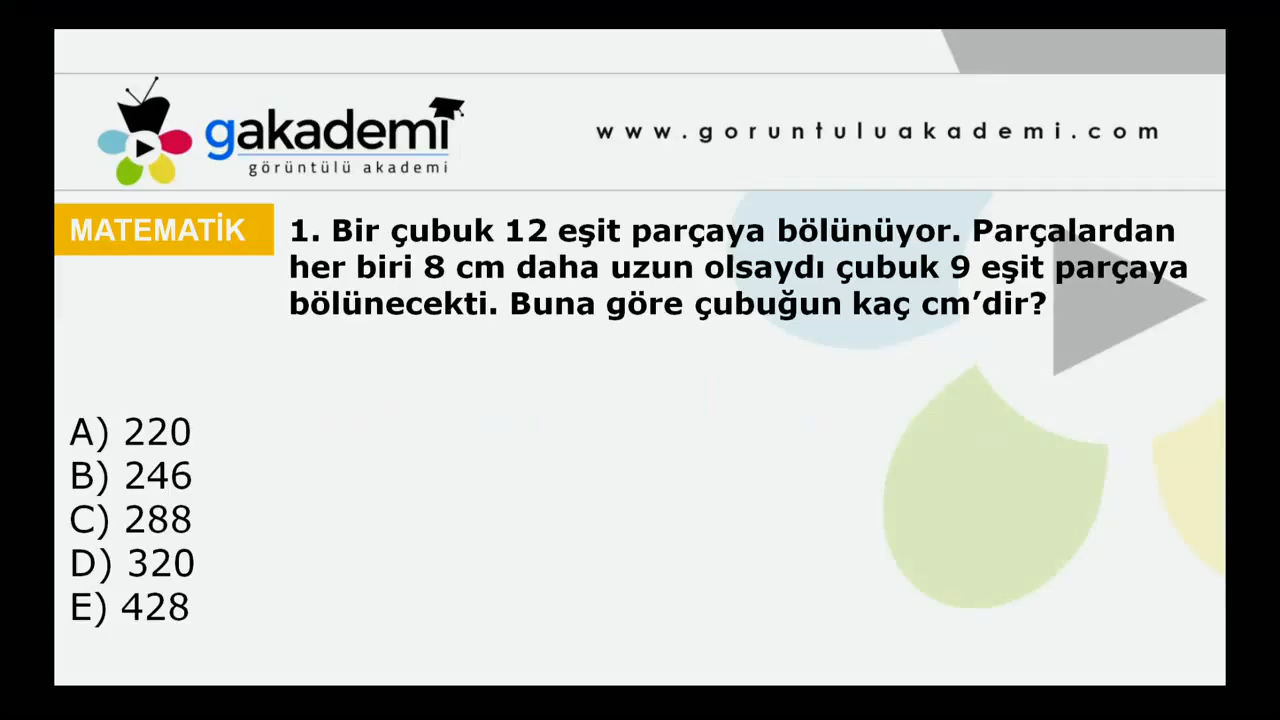 gakademi
görüntülü akademi
www.goruntuluakademi.com
MATEMATİK
1. Bir çubuk 12 eşit parçaya bölünüyor. Parçalardan
her biri 8 cm daha uzun olsaydı çubuk 9 eşit parçaya
bölünecekti. Buna göre çubuğun kaç cm’dir?
A) 220
B) 246
C) 288
D) 320
E) 428